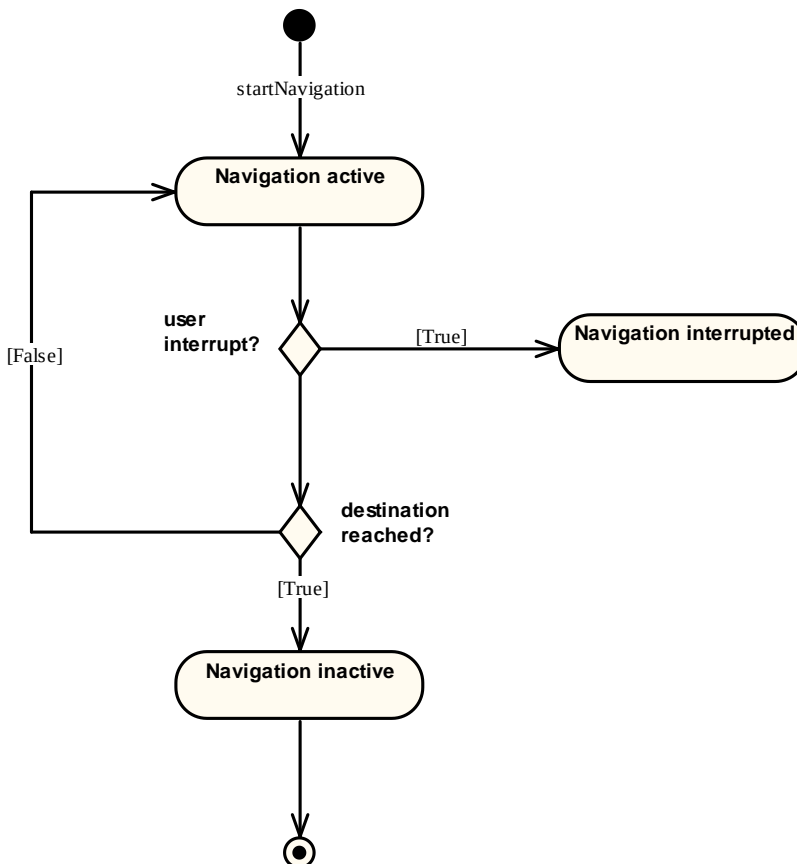 startNavigation
Navigation active
user
interrupt?
[True]
Navigation interrupted
[False]
destination
reached?
[True]
Navigation inactive